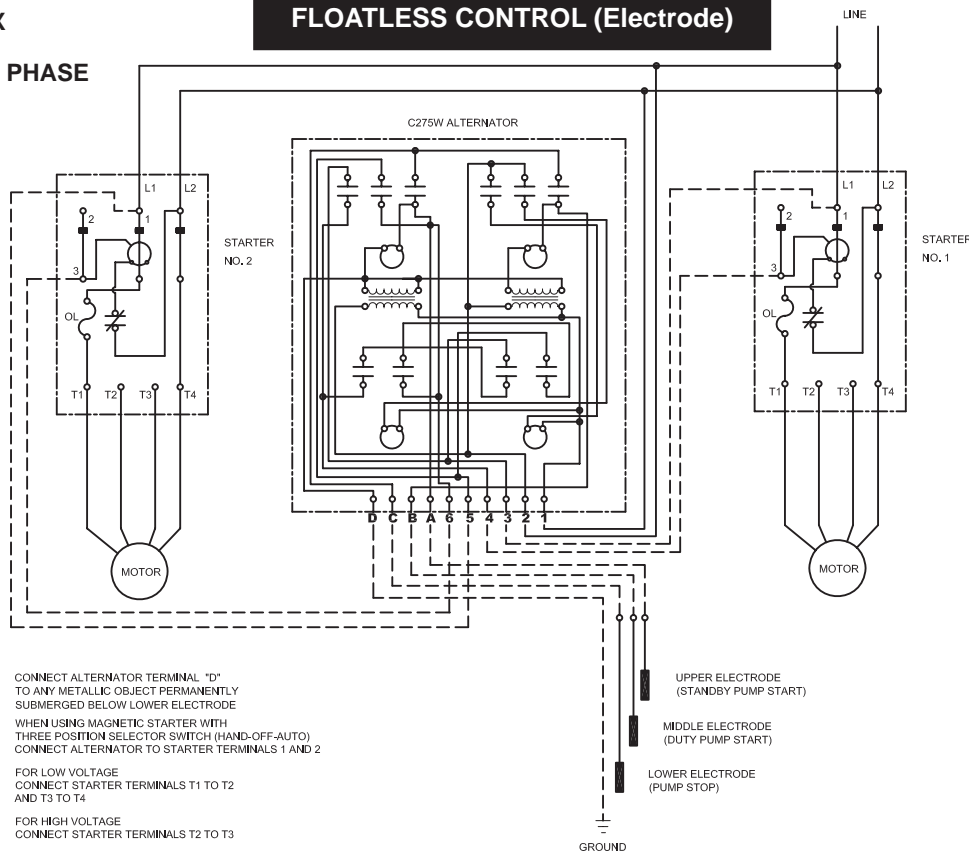 X
FLOATLESS CONTROL (Electrode)
LINE
PHASE
C275W ALTERNATOR
L1
L2
2
1
3
OL
T1
T2
T3
T4
STARTER
NO. 2
MOTOR
L1
L2
2
1
3
OL
T1
T2
T3
T4
STARTER
NO. 1
MOTOR
D C B A 6 5 4 3 2 1
CONNECT ALTERNATOR TERMINAL "D"
TO ANY METALLIC OBJECT PERMANENTLY
SUBMERGED BELOW LOWER ELECTRODE
WHEN USING MAGNETIC STARTER WITH
THREE POSITION SELECTOR SWITCH (HAND-OFF-AUTO)
CONNECT ALTERNATOR TO STARTER TERMINALS 1 AND 2
FOR LOW VOLTAGE
CONNECT STARTER TERMINALS T1 TO T2
AND T3 TO T4
FOR HIGH VOLTAGE
CONNECT STARTER TERMINALS T2 TO T3
UPPER ELECTRODE
(STANDBY PUMP START)
MIDDLE ELECTRODE
(DUTY PUMP START)
LOWER ELECTRODE
(PUMP STOP)
GROUND